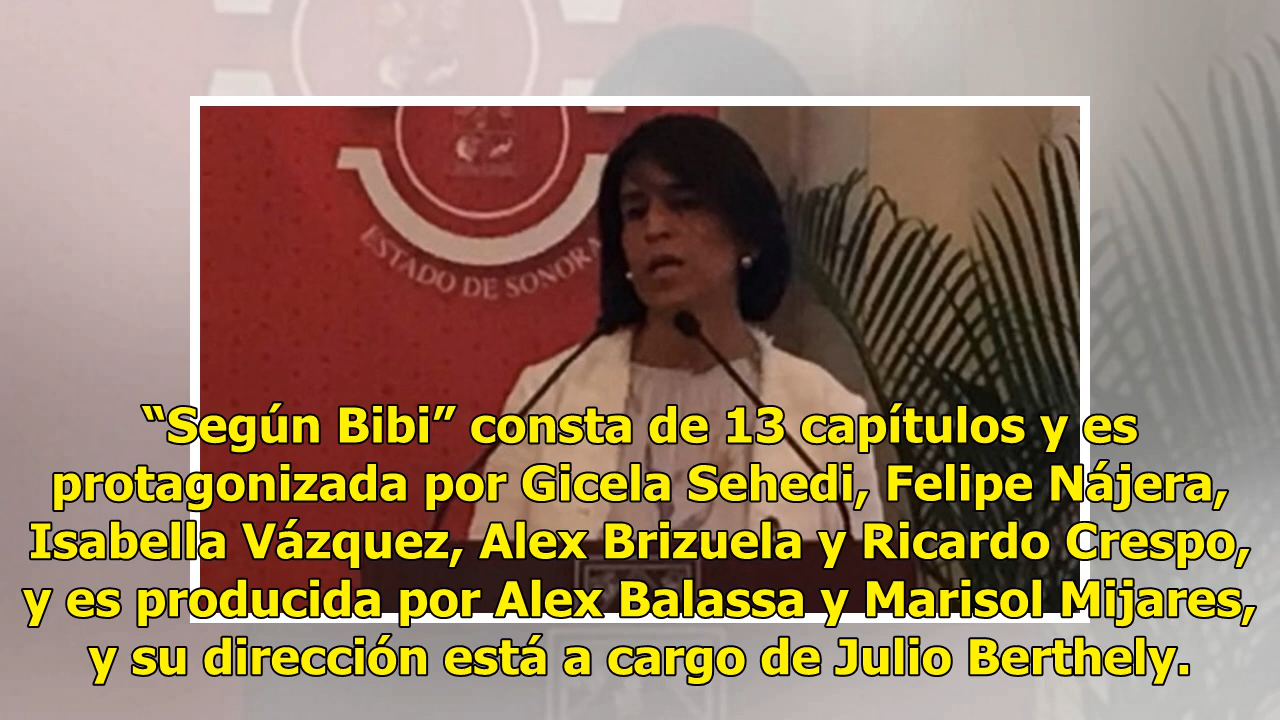 ESTADO DE SONORA
“Según Bibi” consta de 13 capítulos y es
protagonizada por Gicela Sehedi, Felipe Nájera,
Isabella Vázquez, Alex Brizuela y Ricardo Crespo,
y es producida por Alex Balassa y Marisol Mijares,
y su dirección está a cargo de Julio Berthely.